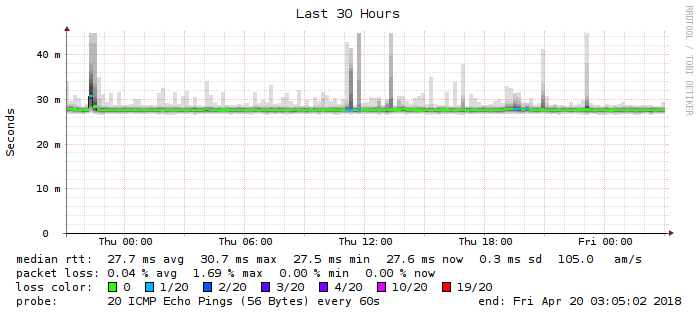 Last 30 Hours
RRDTOOL / TOBI OETIKER
Seconds
40 m
30 m
20 m
10 m
0
Thu 00:00 Thu 06:00 Thu 12:00 Thu 18:00 Fri 00:00
median rtt: 27.7 ms avg 30.7 ms max 27.5 ms min 27.6 ms now 0.3 ms sd 105.0 am/s
packet loss: 0.04 % avg 1.69 % max 0.00 % min 0.00 % now
loss color: 0 1/20 2/20 3/20 4/20 10/20 19/20
probe: 20 ICMP Echo Pings (56 Bytes) every 60s end: Fri Apr 20 03:05:02 2018